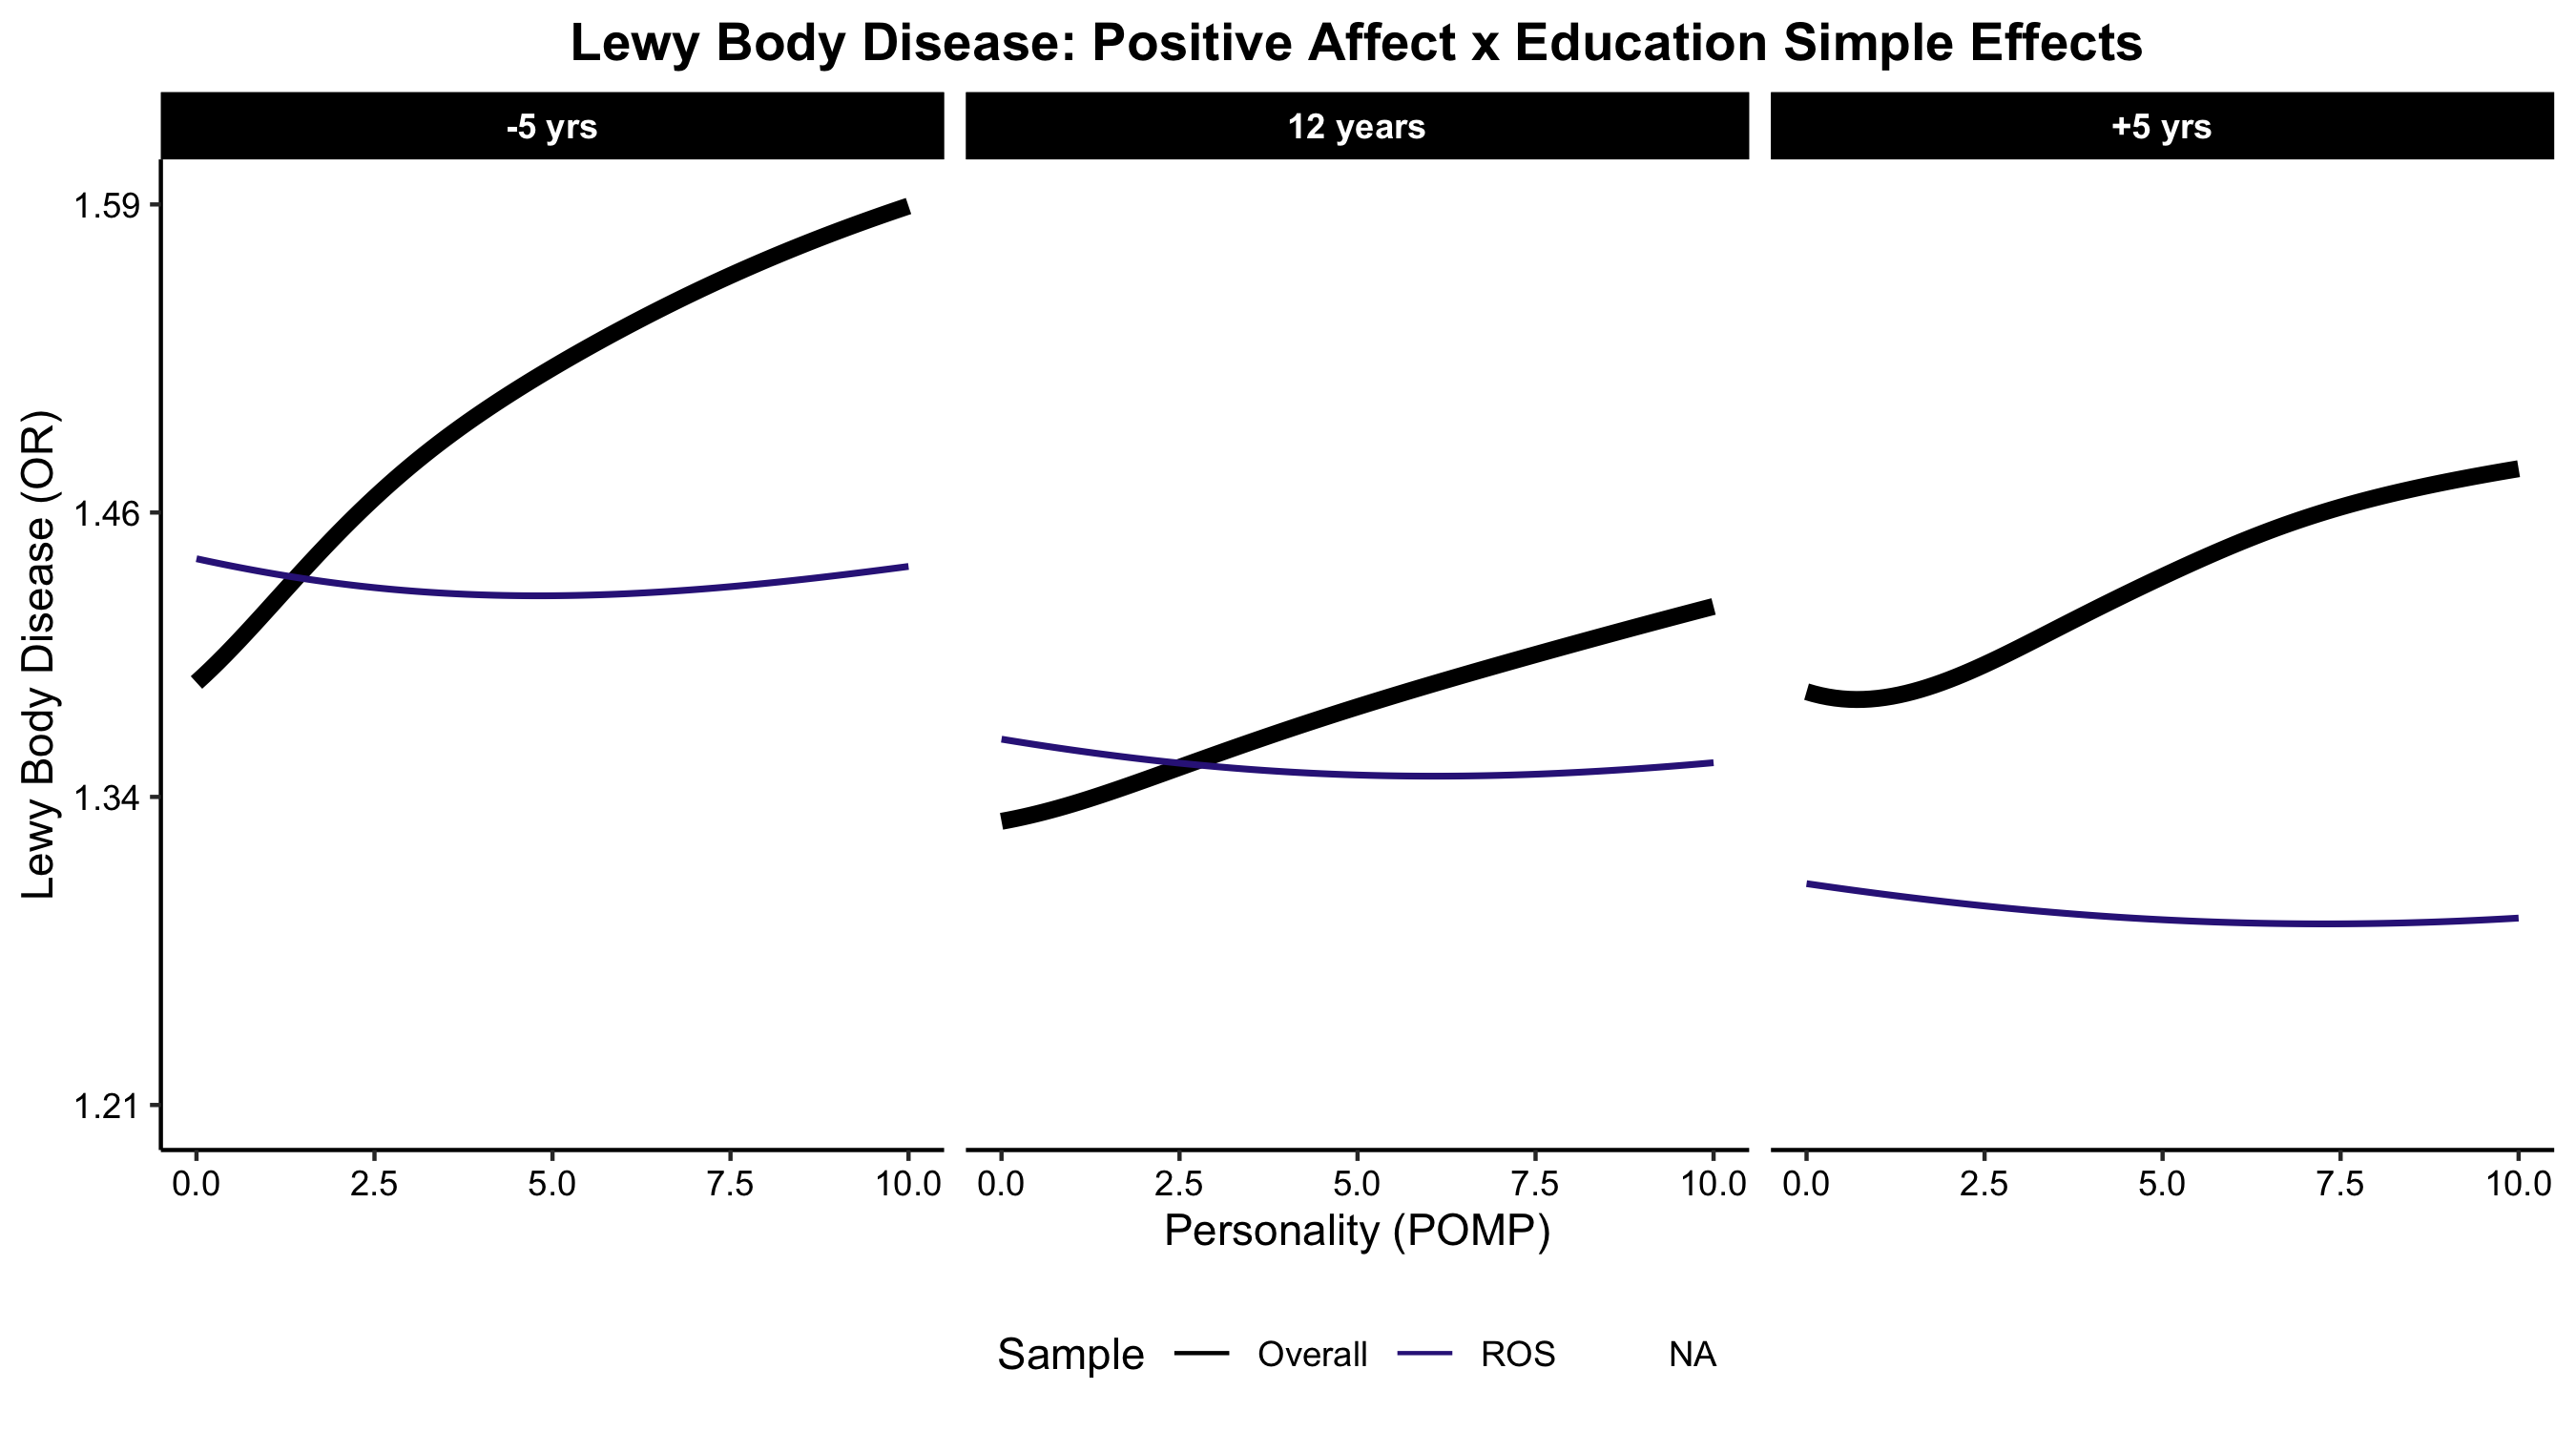 Lewy Body Disease: Positive Affect x Education Simple Effects
-5 yrs 12 years +5 yrs
Lewy Body Disease (OR)
1.59
1.46
1.34
1.21
0.0 2.5 5.0 7.5 10.0 0.0 2.5 5.0 7.5 10.0 0.0 2.5 5.0 7.5 10.0
Personality (POMP)
Sample Overall ROS NA